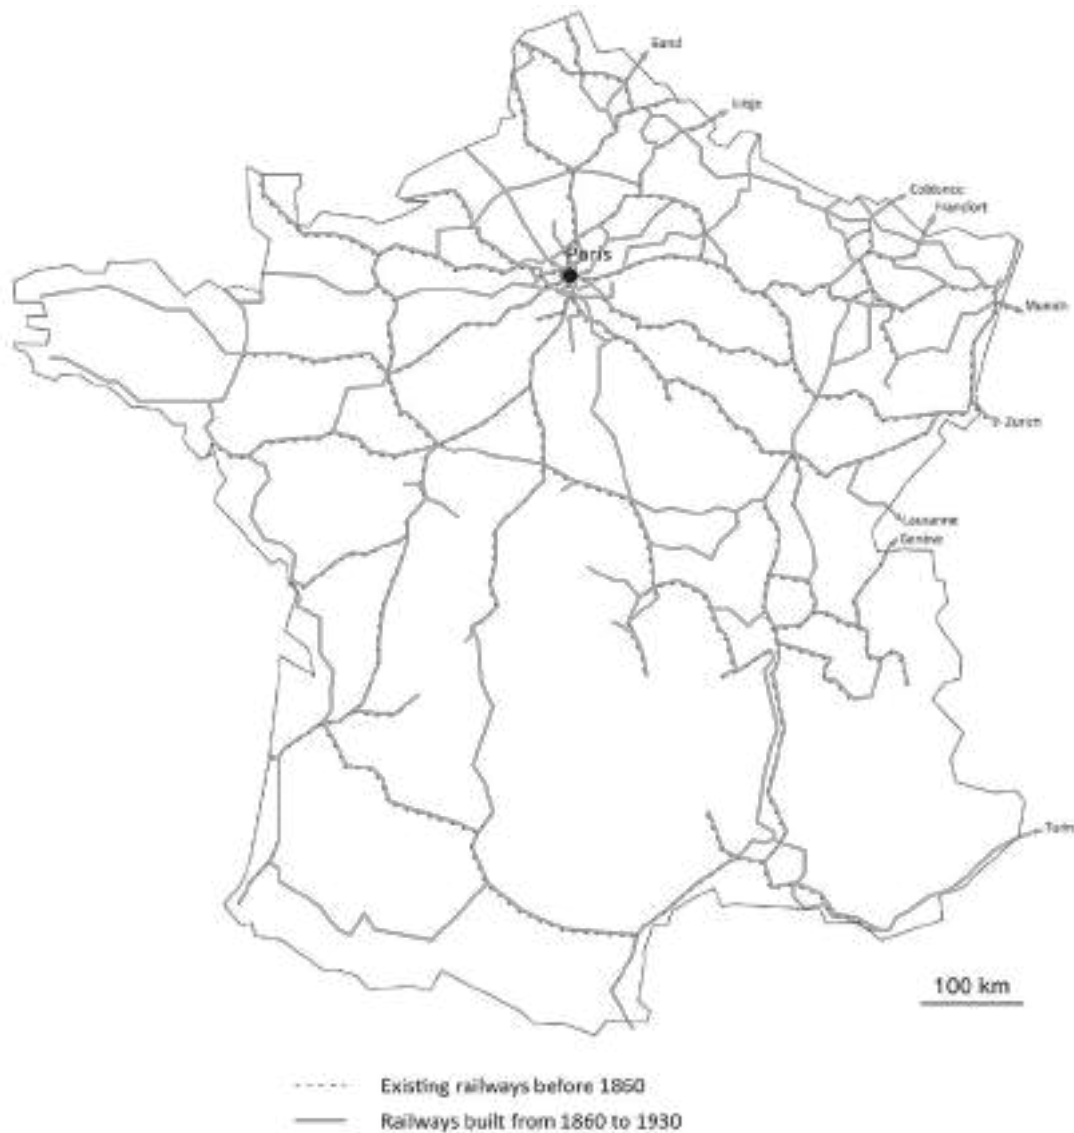 Gand
Liège
Coblence
Francfort
Paris
Munich
Zurich
Lausanne
Genève
Turin
100 km
Existing railways before 1860
Railways built from 1860 to 1930